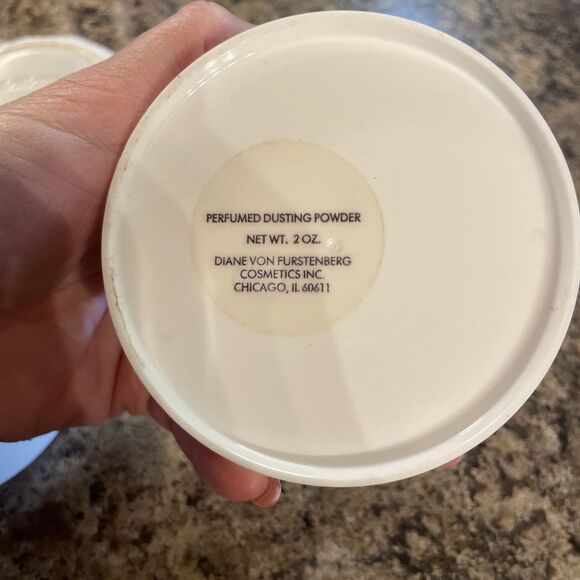 PERFUMED DUSTING POWDER
NET WT. 2 OZ.
DIANE VON FURSTENBERG
COSMETICS INC.
CHICAGO, IL 60611